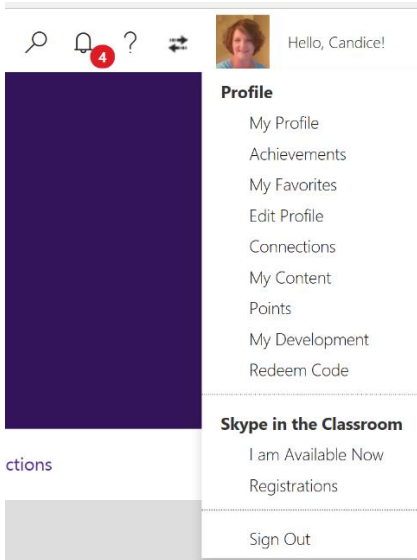 4
?
Hello, Candice!
Profile
My Profile
Achievements
My Favorites
Edit Profile
Connections
My Content
Points
My Development
Redeem Code
Skype in the Classroom
I am Available Now
Registrations
Sign Out
ctions